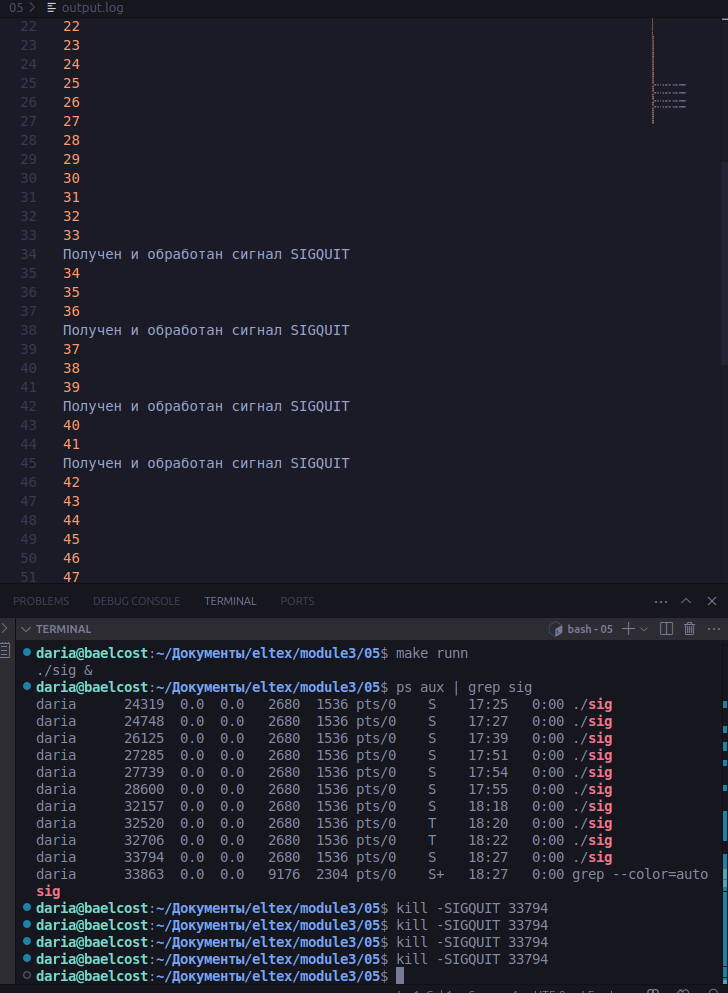 05 > output.log
22 22
23 23
24 24
25 25
26 26
27 27
28 28
29 29
30 30
31 31
32 32
33 33
34 Получен и обработан сигнал SIGQUIT
35 34
36 35
37 36
38 Получен и обработан сигнал SIGQUIT
39 37
40 38
41 39
42 Получен и обработан сигнал SIGQUIT
43 40
44 41
45 Получен и обработан сигнал SIGQUIT
46 42
47 43
48 44
49 45
50 46
51 47
PROBLEMS DEBUG CONSOLE TERMINAL PORTS
TERMINAL bash - 05
daria@baelcost:~/Документы/eltex/module3/05$ make runn
./sig &
daria@baelcost:~/Документы/eltex/module3/05$ ps aux | grep sig
daria 24319 0.0 0.0 2680 1536 pts/0 S 17:25 0:00 ./sig
daria 24748 0.0 0.0 2680 1536 pts/0 S 17:27 0:00 ./sig
daria 26125 0.0 0.0 2680 1536 pts/0 S 17:39 0:00 ./sig
daria 27285 0.0 0.0 2680 1536 pts/0 S 17:51 0:00 ./sig
daria 27739 0.0 0.0 2680 1536 pts/0 S 17:54 0:00 ./sig
daria 28600 0.0 0.0 2680 1536 pts/0 S 17:55 0:00 ./sig
daria 32157 0.0 0.0 2680 1536 pts/0 S 18:18 0:00 ./sig
daria 32520 0.0 0.0 2680 1536 pts/0 T 18:20 0:00 ./sig
daria 32706 0.0 0.0 2680 1536 pts/0 T 18:22 0:00 ./sig
daria 33794 0.0 0.0 2680 1536 pts/0 S 18:27 0:00 ./sig
daria 33863 0.0 0.0 9176 2304 pts/0 S+ 18:27 0:00 grep --color=auto
sig
daria@baelcost:~/Документы/eltex/module3/05$ kill -SIGQUIT 33794
daria@baelcost:~/Документы/eltex/module3/05$ kill -SIGQUIT 33794
daria@baelcost:~/Документы/eltex/module3/05$ kill -SIGQUIT 33794
daria@baelcost:~/Документы/eltex/module3/05$ kill -SIGQUIT 33794
daria@baelcost:~/Документы/eltex/module3/05$